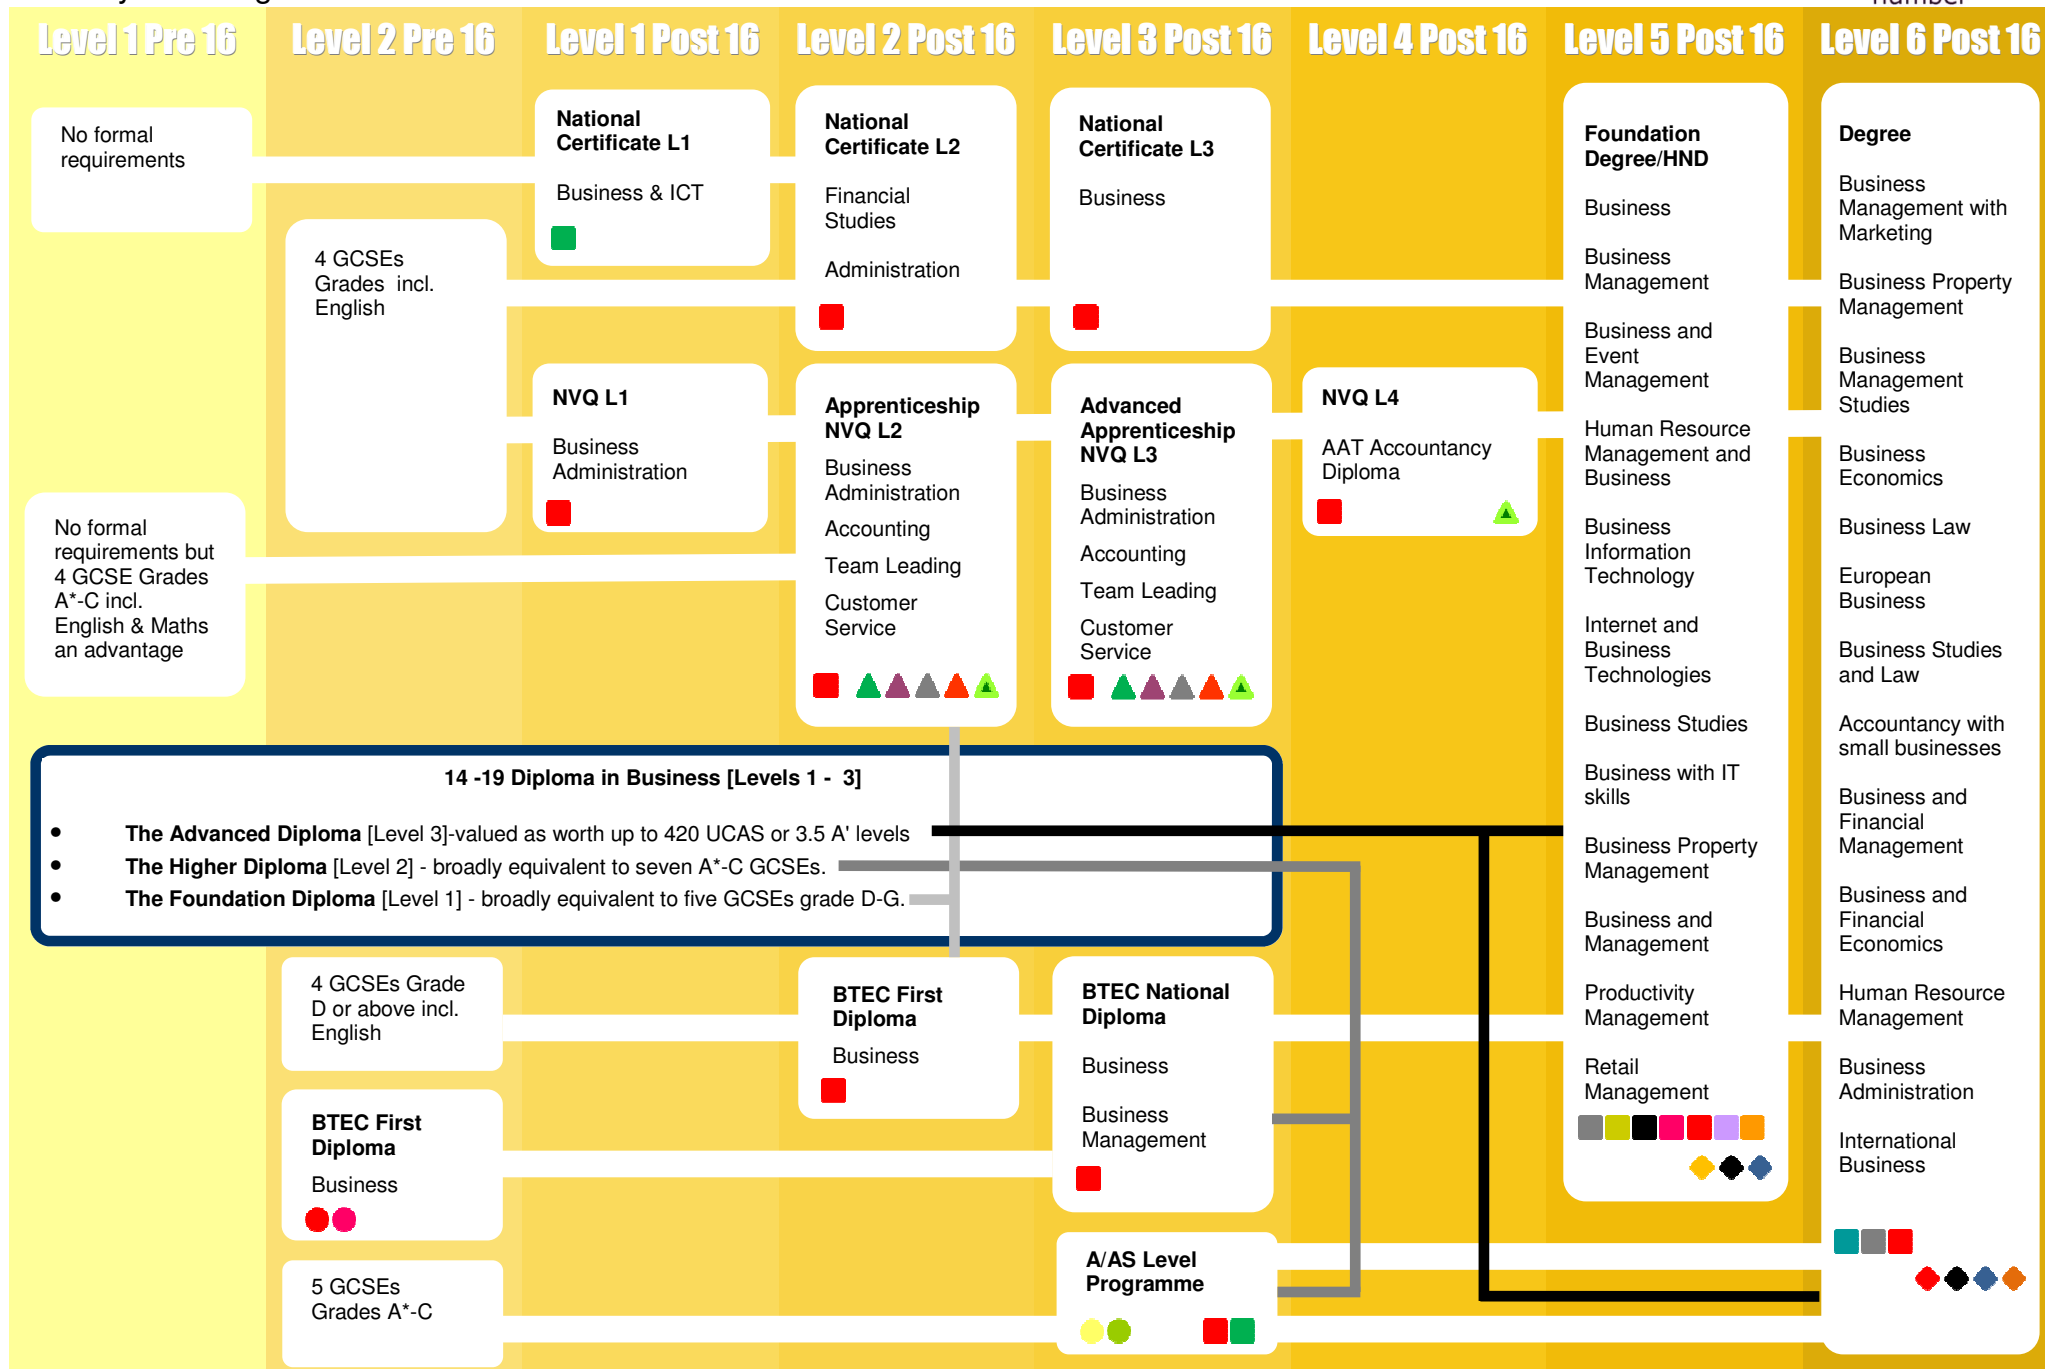 Level 1 Pre 16
Level 2 Pre 16
Level 1 Post 16
Level 2 Post 16
Level 3 Post 16
Level 4 Post 16
Level 5 Post 16
Level 6 Post 16
No formal
requirements
4 GCSEs
Grades incl.
English
No formal
requirements but
4 GCSE Grades
A*-C incl.
English & Maths
an advantage
National
Certificate L1
Business & ICT
NVQ L1
Business
Administration
National
Certificate L2
Financial
Studies
Administration
Apprenticeship
NVQ L2
Business
Administration
Accounting
Team Leading
Customer
Service
National
Certificate L3
Business
Advanced
Apprenticeship
NVQ L3
Business
Administration
Accounting
Team Leading
Customer
Service
NVQ L4
AAT Accountancy
Diploma
14 -19 Diploma in Business [Levels 1 - 3]
• The Advanced Diploma [Level 3]-valued as worth up to 420 UCAS or 3.5 A' levels
• The Higher Diploma [Level 2] - broadly equivalent to seven A*-C GCSEs.
• The Foundation Diploma [Level 1] - broadly equivalent to five GCSEs grade D-G.
4 GCSEs Grade
D or above incl.
English
BTEC First
Diploma
Business
5 GCSEs
Grades A*-C
BTEC First
Diploma
Business
BTEC National
Diploma
Business
Business
Management
A/AS Level
Programme
Foundation
Degree/HND
Business
Business
Management
Business and
Event
Management
Human Resource
Management and
Business
Business
Information
Technology
Internet and
Business
Technologies
Business Studies
Business with IT
skills
Business Property
Management
Business and
Management
Productivity
Management
Retail
Management
Degree
Business
Management with
Marketing
Business Property
Management
Business
Management
Studies
Business
Economics
Business Law
European
Business
Business Studies
and Law
Accountancy with
small businesses
Business and
Financial
Management
Business and
Financial
Economics
Human Resource
Management
Business
Administration
International
Business